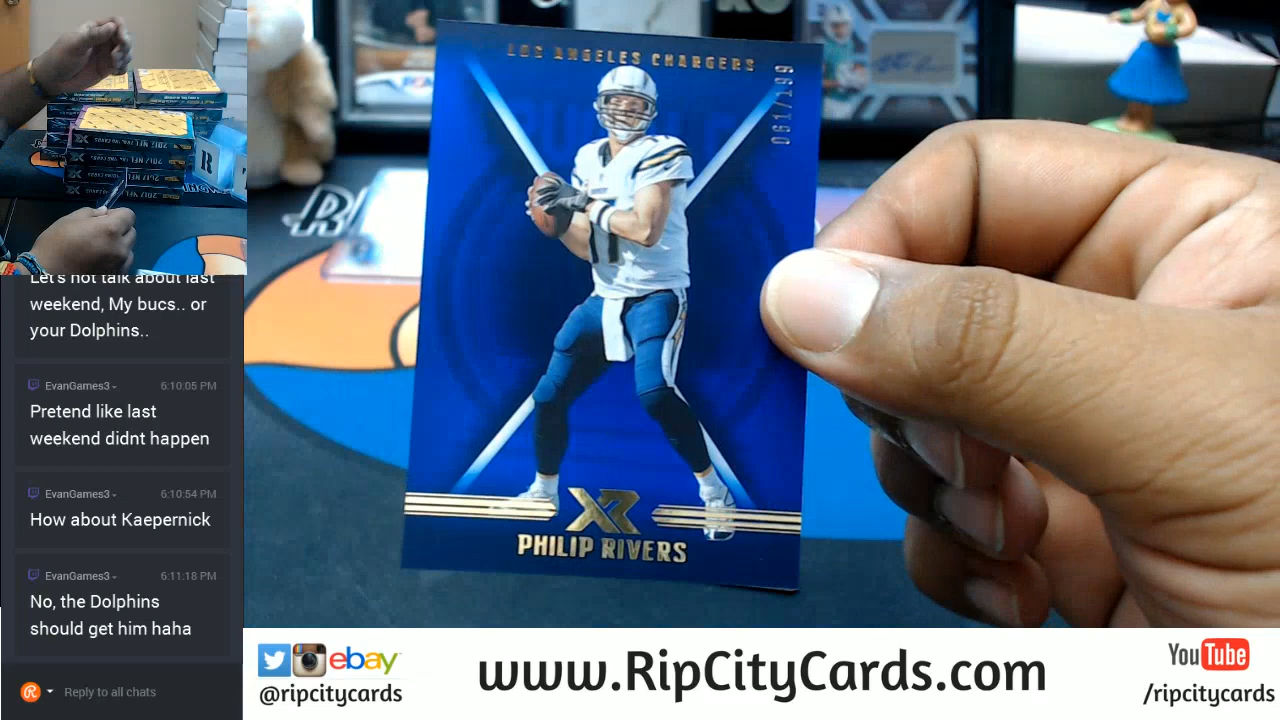 LOS ANGELES CHARGERS
061/199
11
XR
PHILIP RIVERS
Let's not talk about last
weekend, My bucs.. or
your Dolphins..
EvanGames3
6:10:05 PM
Pretend like last
weekend didnt happen
EvanGames3
6:10:54 PM
How about Kaepernick
EvanGames3
6:11:18 PM
No, the Dolphins
should get him haha
Reply to all chats
ebay
@ripcitycards
www.RipCityCards.com
YouTube
/ripcitycards